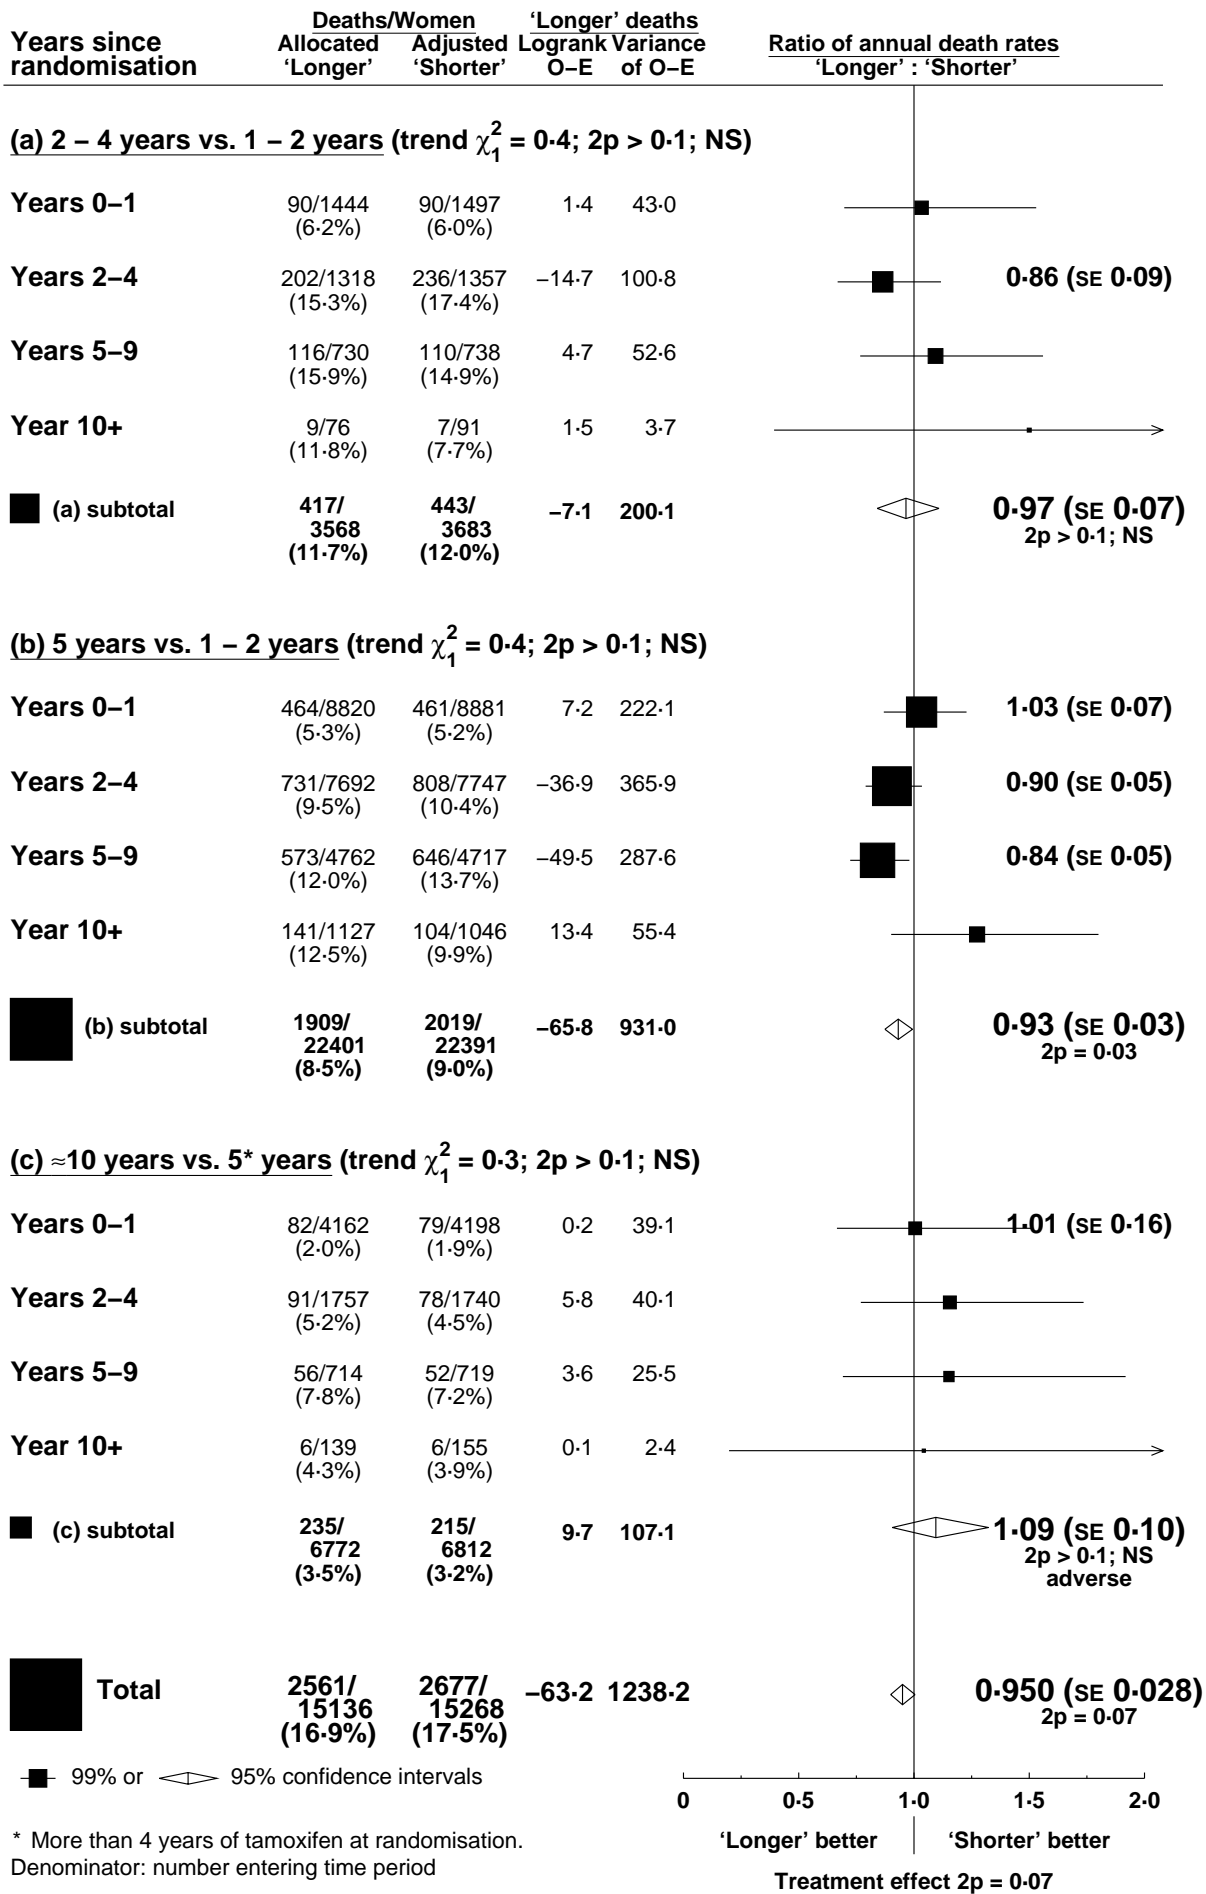 Deaths/Women ‘Longer’ deaths
Years since Allocated Adjusted Logrank Variance Ratio of annual death rates
randomisation ‘Longer’ ‘Shorter’ O–E of O–E ‘Longer’ : ‘Shorter’
(a) 2 – 4 years vs. 1 – 2 years (trend χ²₁ = 0·4; 2p > 0·1; NS)
Years 0–1 90/1444 90/1497 1·4 43·0
(6·2%) (6·0%)
Years 2–4 202/1318 236/1357 –14·7 100·8 0·86 (SE 0·09)
(15·3%) (17·4%)
Years 5–9 116/730 110/738 4·7 52·6
(15·9%) (14·9%)
Year 10+ 9/76 7/91 1·5 3·7
(11·8%) (7·7%)
(a) subtotal 417/ 443/ –7·1 200·1 0·97 (SE 0·07)
3568 3683 2p > 0·1; NS
(11·7%) (12·0%)
(b) 5 years vs. 1 – 2 years (trend χ²₁ = 0·4; 2p > 0·1; NS)
Years 0–1 464/8820 461/8881 7·2 222·1 1·03 (SE 0·07)
(5·3%) (5·2%)
Years 2–4 731/7692 808/7747 –36·9 365·9 0·90 (SE 0·05)
(9·5%) (10·4%)
Years 5–9 573/4762 646/4717 –49·5 287·6 0·84 (SE 0·05)
(12·0%) (13·7%)
Year 10+ 141/1127 104/1046 13·4 55·4
(12·5%) (9·9%)
(b) subtotal 1909/ 2019/ –65·8 931·0 0·93 (SE 0·03)
22401 22391 2p = 0·03
(8·5%) (9·0%)
(c) ≈10 years vs. 5* years (trend χ²₁ = 0·3; 2p > 0·1; NS)
Years 0–1 82/4162 79/4198 0·2 39·1 1·01 (SE 0·16)
(2·0%) (1·9%)
Years 2–4 91/1757 78/1740 5·8 40·1
(5·2%) (4·5%)
Years 5–9 56/714 52/719 3·6 25·5
(7·8%) (7·2%)
Year 10+ 6/139 6/155 0·1 2·4
(4·3%) (3·9%)
(c) subtotal 235/ 215/ 9·7 107·1 1·09 (SE 0·10)
6772 6812 2p > 0·1; NS
(3·5%) (3·2%) adverse
Total 2561/ 2677/ –63·2 1238·2 0·950 (SE 0·028)
15136 15268 2p = 0·07
(16·9%) (17·5%)
99% or 95% confidence intervals
0 0·5 1·0 1·5 2·0
* More than 4 years of tamoxifen at randomisation. ‘Longer’ better ‘Shorter’ better
Denominator: number entering time period
Treatment effect 2p = 0·07